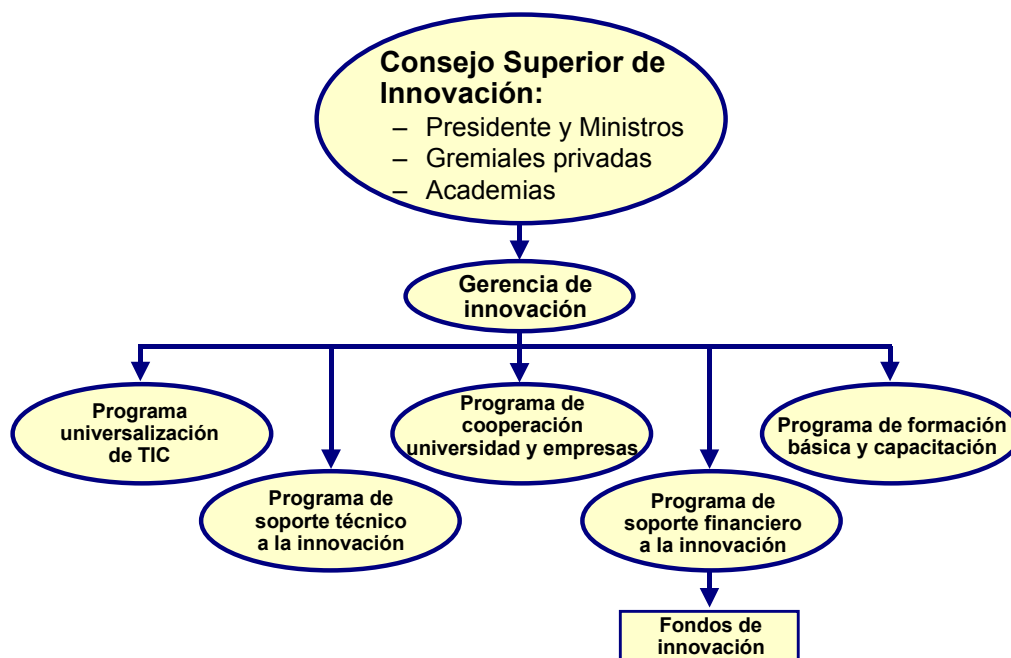 Consejo Superior de
Innovación:
– Presidente y Ministros
– Gremiales privadas
– Academias
Gerencia de
innovación
Programa
universalización
de TIC
Programa de
cooperación
universidad y empresas
Programa de formación
básica y capacitación
Programa de
soporte técnico
a la innovación
Programa de
soporte financiero
a la innovación
Fondos de
innovación